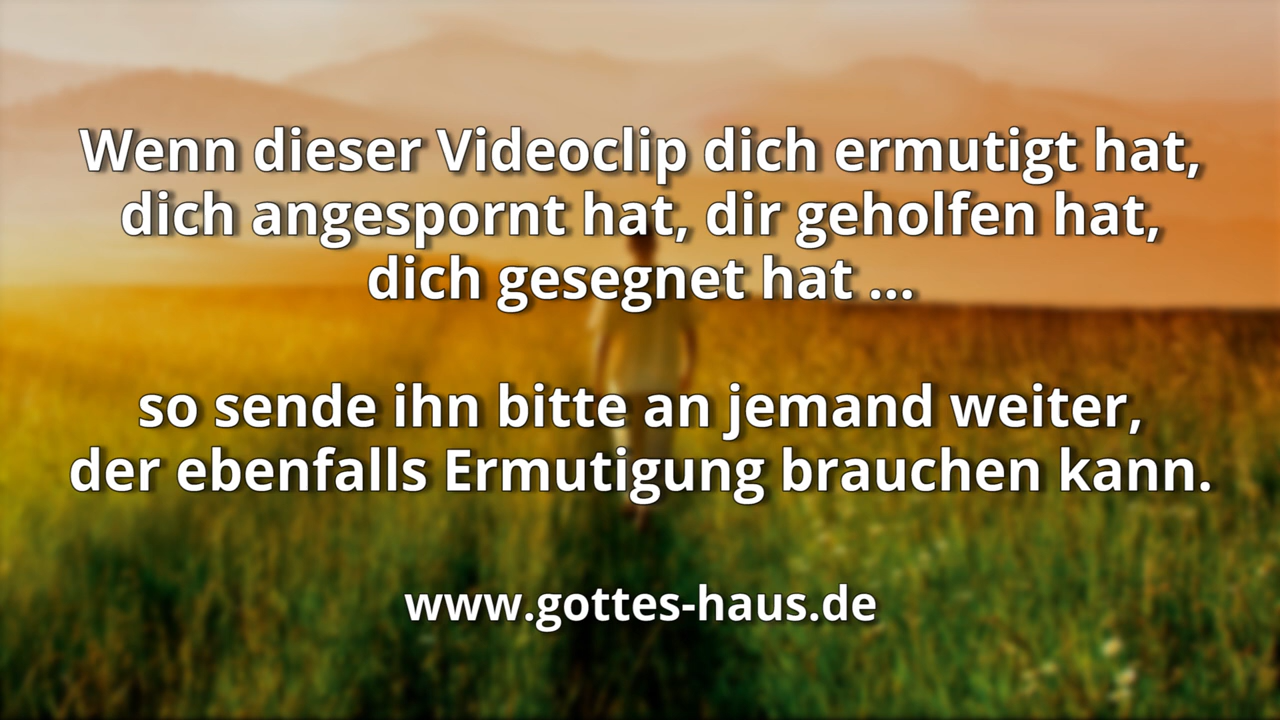 Wenn dieser Videoclip dich ermutigt hat,
dich angespornt hat, dir geholfen hat,
dich gesegnet hat ...
so sende ihn bitte an jemand weiter,
der ebenfalls Ermutigung brauchen kann.
www.gottes-haus.de